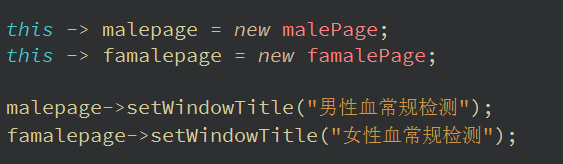 this -> malepage = new malePage;
this -> famalepage = new famalePage;
malepage->setWindowTitle("男性血常规检测");
famalepage->setWindowTitle("女性血常规检测");